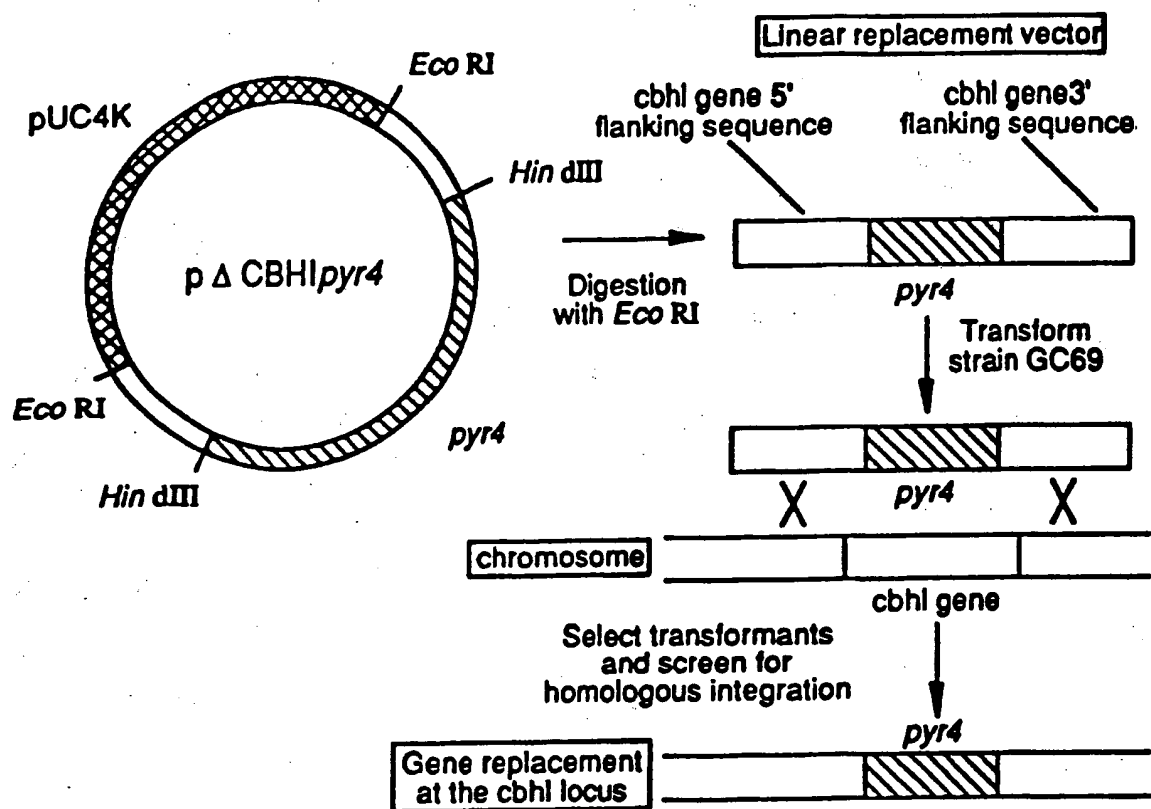 Linear replacement vector
Eco RI
pUC4K
cbhI gene 5'
flanking sequence
cbhI gene3'
flanking sequence
Hin dIII
p Δ CBHIpyr4
Digestion
with Eco RI
pyr4
Transform
strain GC69
Eco RI
pyr4
Hin dIII
pyr4
X
X
chromosome
cbhI gene
Select transformants
and screen for
homologous integration
pyr4
Gene replacement
at the cbhI locus